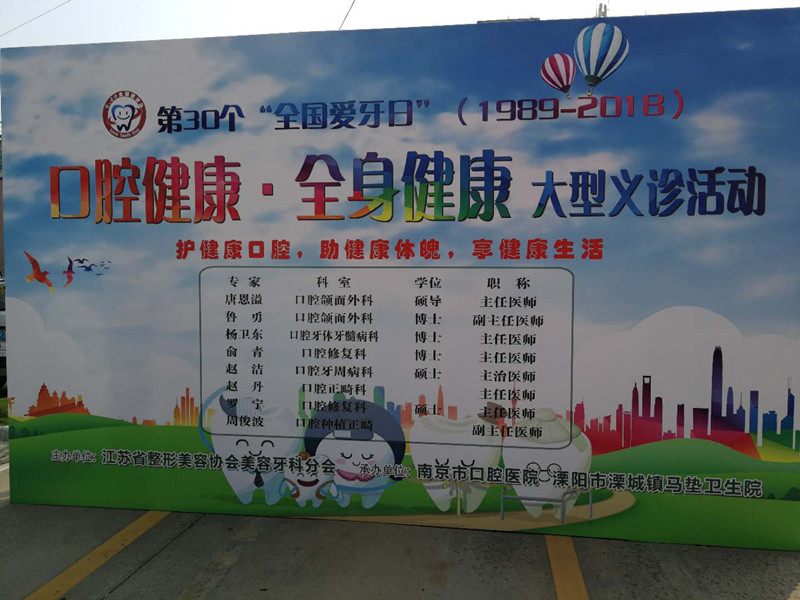 第30个“全国爱牙日”(1989-2018)
口腔健康·全身健康 大型义诊活动
护健康口腔，助健康体魄，享健康生活
专家 科室 学位 职称
唐恩溢 口腔颌面外科 硕导 主任医师
鲁勇 口腔颌面外科 博士 副主任医师
杨卫东 口腔牙体牙髓病科 博士 主任医师
俞青 口腔修复科 博士 主任医师
赵洁 口腔牙周病科 硕士 主治医师
赵丹 口腔正畸科 主任医师
罗宁 口腔修复科 硕士 主任医师
周俊波 口腔种植正畸 副主任医师
主办单位：江苏省整形美容协会美容牙科分会 承办单位：南京市口腔医院 溧阳市溧城镇马垫卫生院